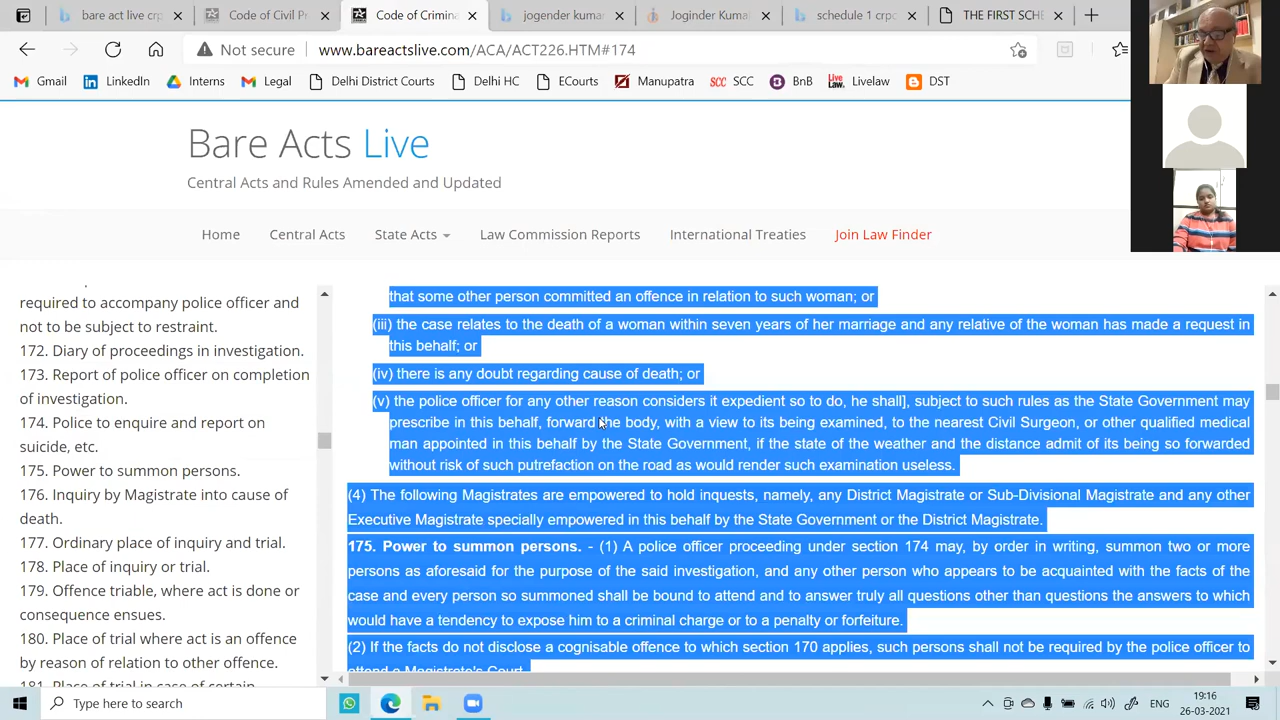 bare act live crp
Code of Civil Pr
Code of Crimina
jogender kumar
Joginder Kumar
schedule 1 crpc
THE FIRST SCHE
Not secure
www.bareactslive.com/ACA/ACT226.HTM#174
Gmail
LinkedIn
Interns
Legal
Delhi District Courts
Delhi HC
ECourts
Manupatra
SCC SCC
BnB
Live Law. Livelaw
DST
Bare Acts Live
Central Acts and Rules Amended and Updated
Home
Central Acts
State Acts
Law Commission Reports
International Treaties
Join Law Finder
required to accompany police officer and
not to be subject to restraint.
172. Diary of proceedings in investigation.
173. Report of police officer on completion
of investigation.
174. Police to enquire and report on
suicide, etc.
175. Power to summon persons.
176. Inquiry by Magistrate into cause of
death.
177. Ordinary place of inquiry and trial.
178. Place of inquiry or trial.
179. Offence triable, where act is done or
consequence ensues.
180. Place of trial where act is an offence
by reason of relation to other offence.
181. Place of trial in case of certain
that some other person committed an offence in relation to such woman; or
(iii) the case relates to the death of a woman within seven years of her marriage and any relative of the woman has made a request in
this behalf; or
(iv) there is any doubt regarding cause of death; or
(v) the police officer for any other reason considers it expedient so to do, he shall], subject to such rules as the State Government may
prescribe in this behalf, forward the body, with a view to its being examined, to the nearest Civil Surgeon, or other qualified medical
man appointed in this behalf by the State Government, if the state of the weather and the distance admit of its being so forwarded
without risk of such putrefaction on the road as would render such examination useless.
(4) The following Magistrates are empowered to hold inquests, namely, any District Magistrate or Sub-Divisional Magistrate and any other
Executive Magistrate specially empowered in this behalf by the State Government or the District Magistrate.
175. Power to summon persons. - (1) A police officer proceeding under section 174 may, by order in writing, summon two or more
persons as aforesaid for the purpose of the said investigation, and any other person who appears to be acquainted with the facts of the
case and every person so summoned shall be bound to attend and to answer truly all questions other than questions the answers to which
would have a tendency to expose him to a criminal charge or to a penalty or forfeiture.
(2) If the facts do not disclose a cognisable offence to which section 170 applies, such persons shall not be required by the police officer to
attend a Magistrate's Court.
Type here to search
ENG
19:16
26-03-2021